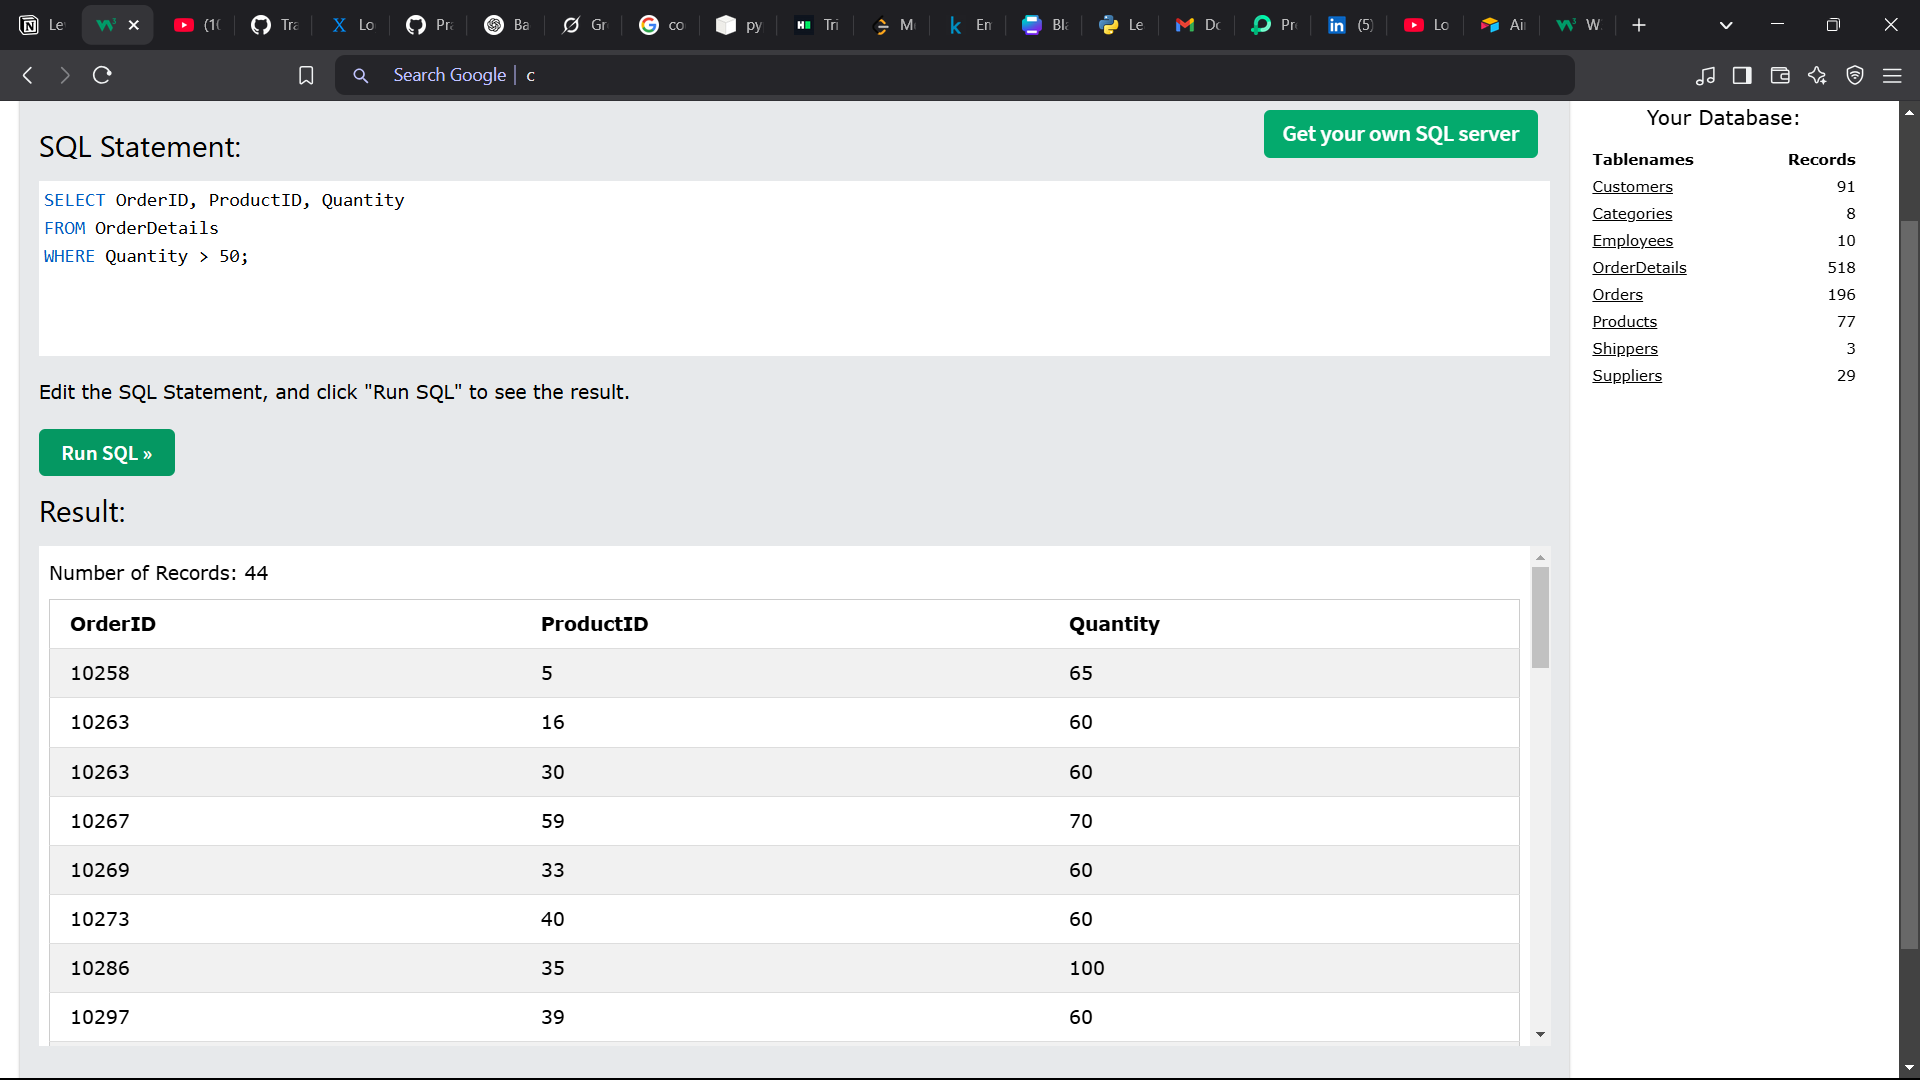 Le
(1(
Tra
Lo
Pra
Ba
Gr
co
py
Tri
M
En
Bla
Le
Dc
Pr
(5)
Lo
Air
W
Search Google | c
SQL Statement:
Get your own SQL server
SELECT OrderID, ProductID, Quantity
FROM OrderDetails
WHERE Quantity > 50;
Edit the SQL Statement, and click "Run SQL" to see the result.
Run SQL »
Result:
Number of Records: 44
OrderID ProductID Quantity
10258 5 65
10263 16 60
10263 30 60
10267 59 70
10269 33 60
10273 40 60
10286 35 100
10297 39 60
Your Database:
Tablenames Records
Customers 91
Categories 8
Employees 10
OrderDetails 518
Orders 196
Products 77
Shippers 3
Suppliers 29